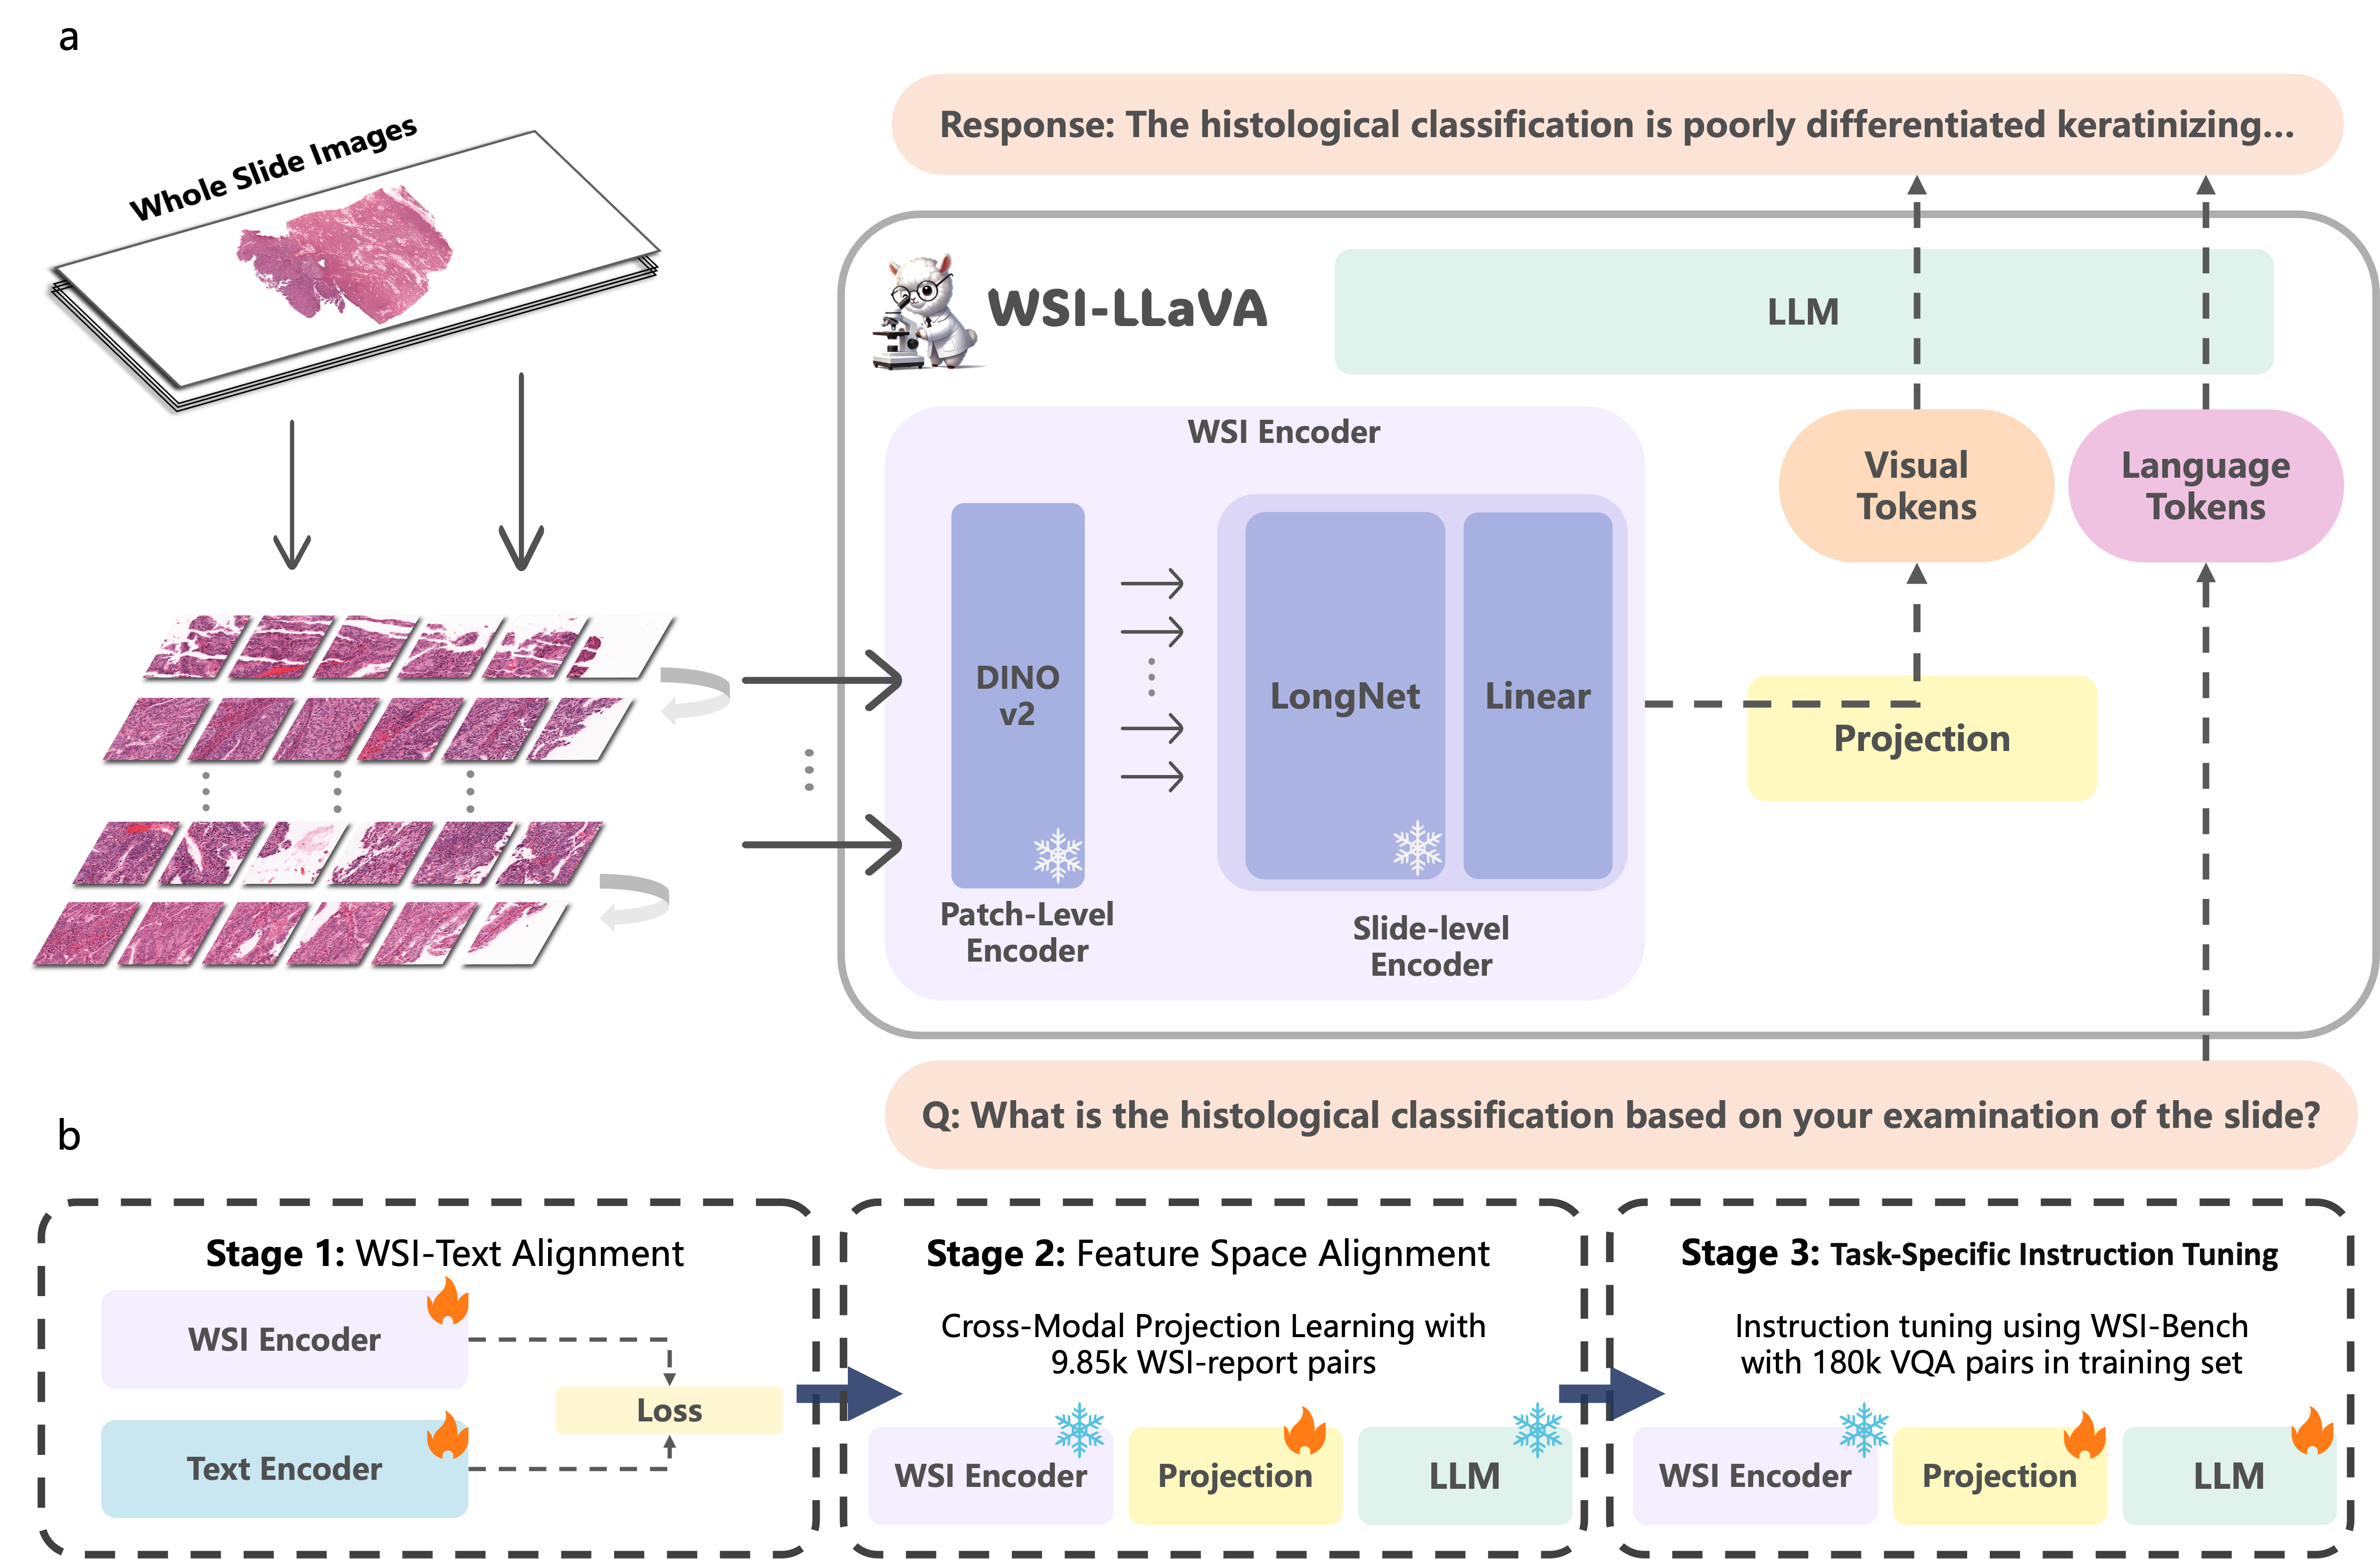 a
Whole Slide Images
Response: The histological classification is poorly differentiated keratinizing...
WSI-LLaVA
LLM
WSI Encoder
Visual
Tokens
Language
Tokens
DINO
v2
LongNet
Linear
Projection
Patch-Level
Encoder
Slide-level
Encoder
Q: What is the histological classification based on your examination of the slide?
b
Stage 1: WSI-Text Alignment
WSI Encoder
Text Encoder
Loss
Stage 2: Feature Space Alignment
Cross-Modal Projection Learning with
9.85k WSI-report pairs
WSI Encoder
Projection
LLM
Stage 3: Task-Specific Instruction Tuning
Instruction tuning using WSI-Bench
with 180k VQA pairs in training set
WSI Encoder
Projection
LLM